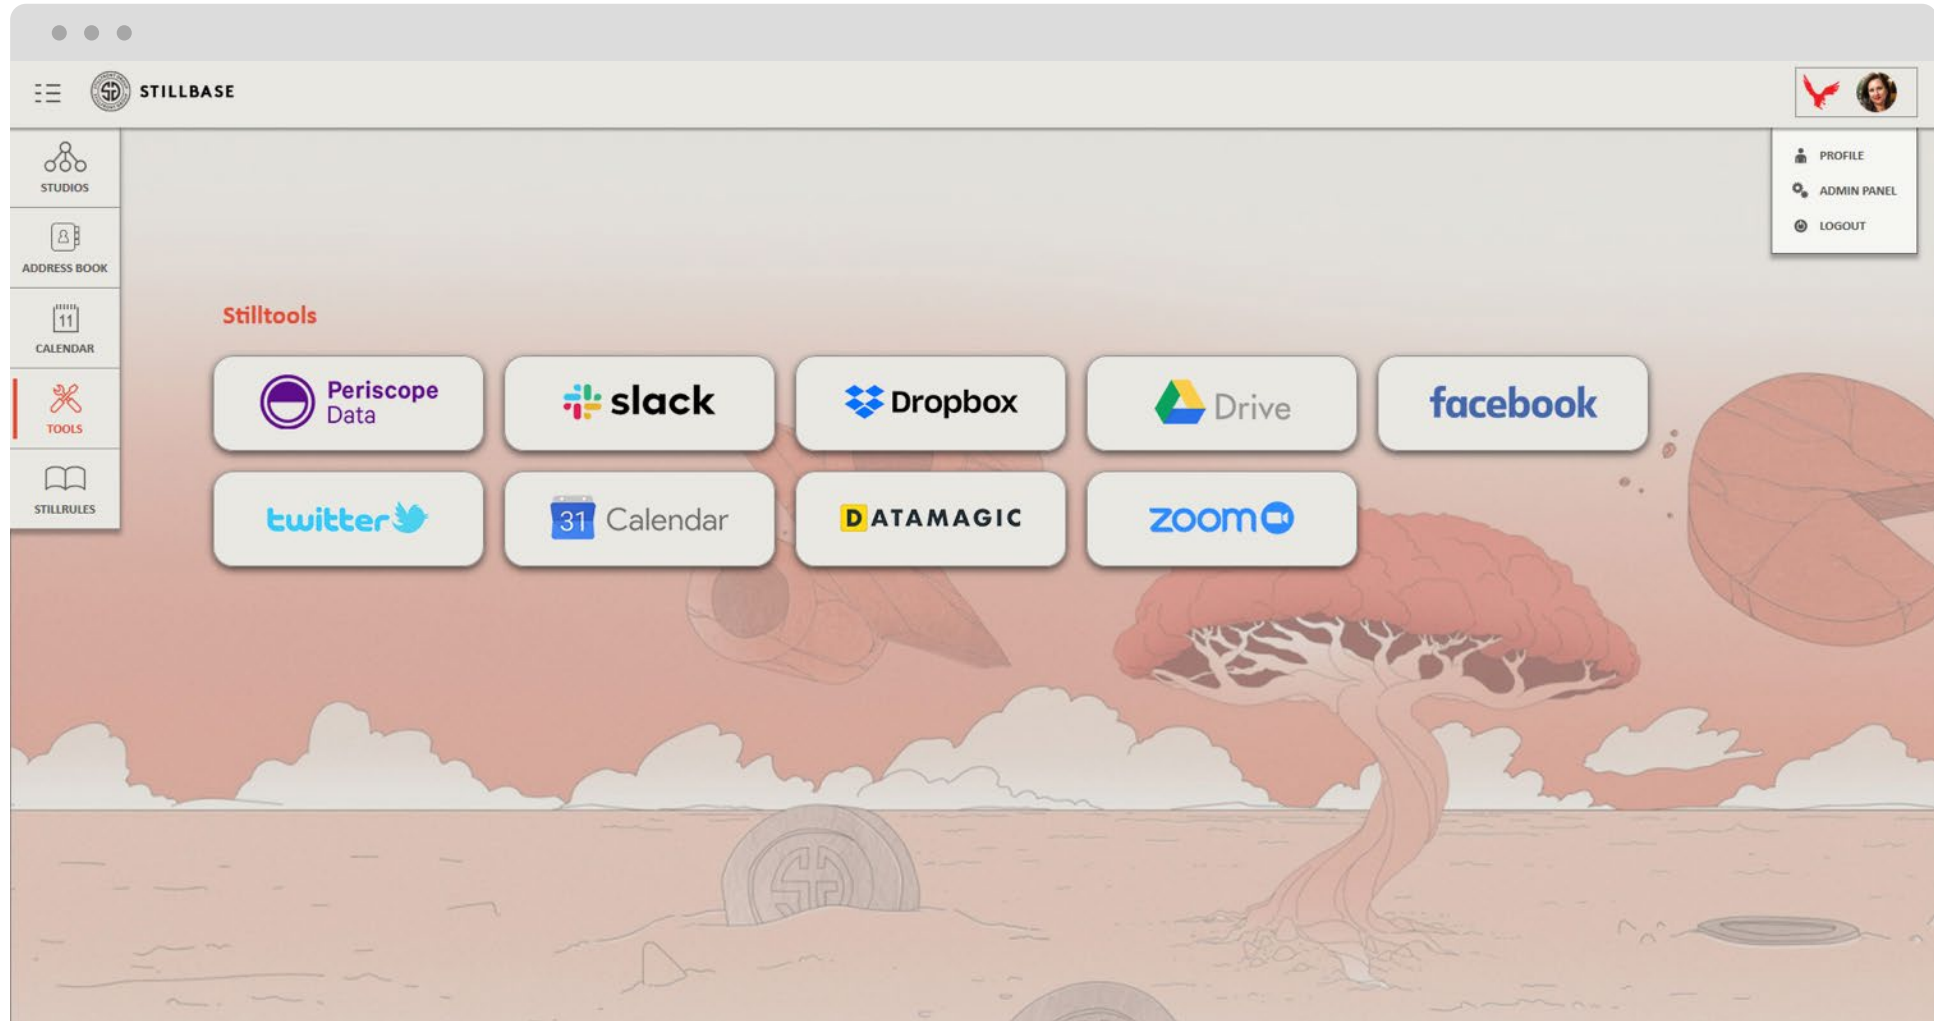 STILLBASE
STUDIOS
ADDRESS BOOK
11
CALENDAR
TOOLS
STILLRULES
PROFILE
ADMIN PANEL
LOGOUT
Stilltools
Periscope
Data
slack
Dropbox
Drive
facebook
twitter
31 Calendar
DATAMAGIC
zoom